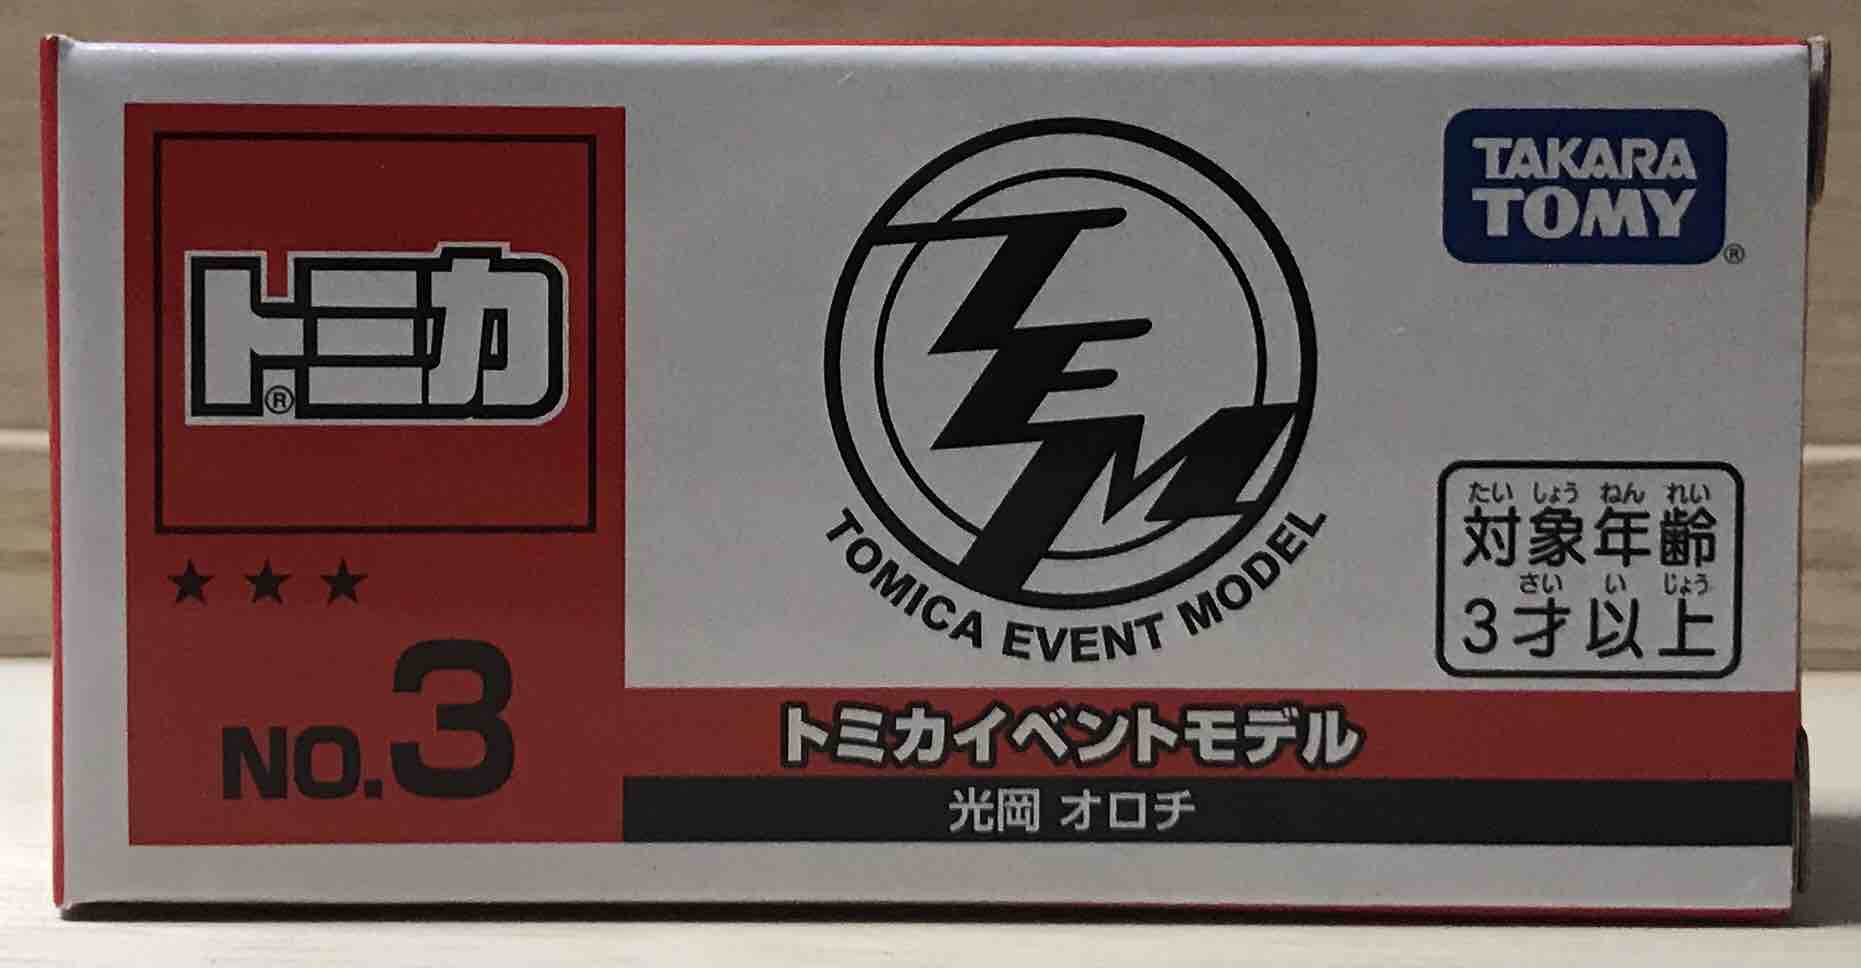 トミカ®
★★★
NO.3
TEM
TOMICA EVENT MODEL
TAKARA
TOMY®
たいしょうねんれい
対象年齢
さいいじょう
3才以上
トミカイベントモデル
光岡 オロチ